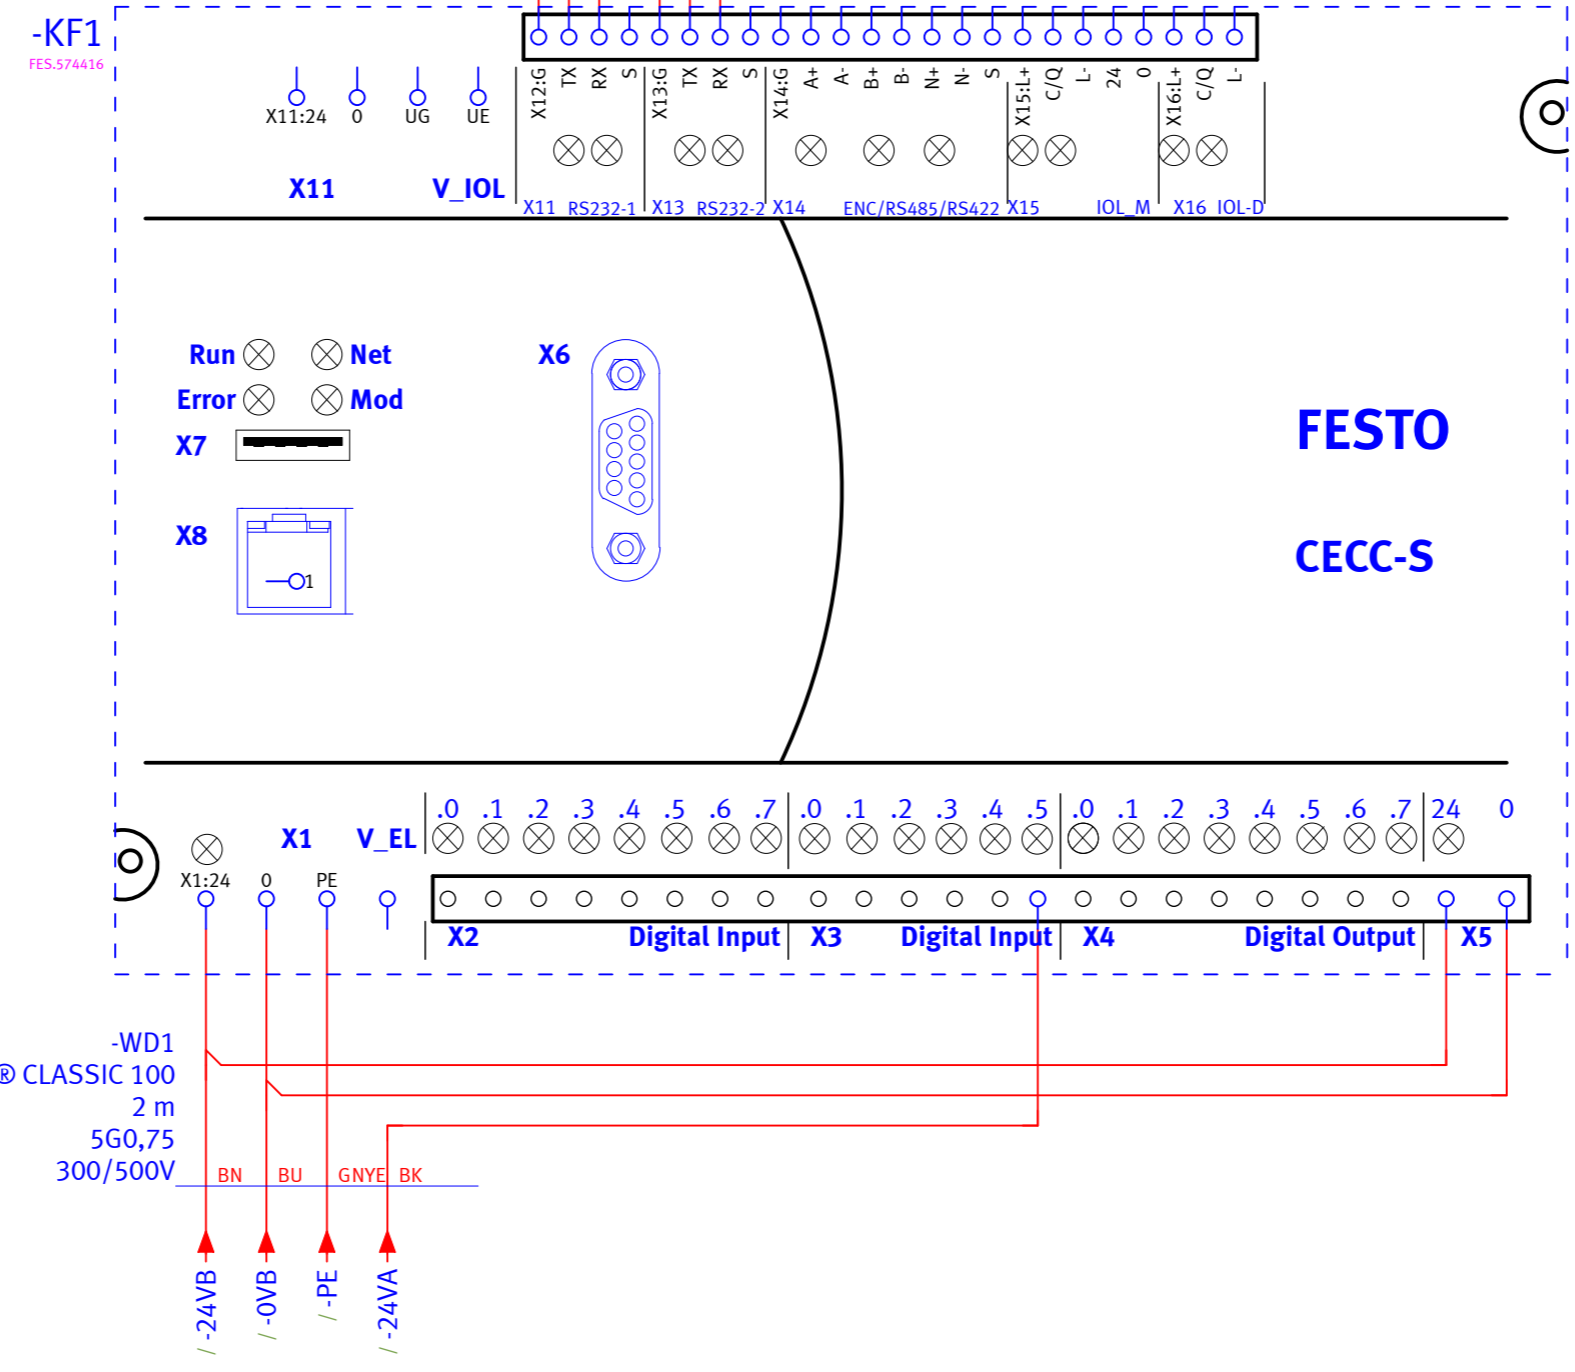 -KF1
FES.574416
X12:G TX RX S X13:G TX RX S X14:G A+ A- B+ B- N+ N- S X15:L+ C/Q L- 24 0 X16:L+ C/Q L-
X11:24 0 UG UE
X11 V_IOL
X11 RS232-1 X13 RS232-2 X14 ENC/RS485/RS422 X15 IOL_M X16 IOL-D
Run Net
Error Mod
X7
X8
1
X6
FESTO
CECC-S
.0 .1 .2 .3 .4 .5 .6 .7 .0 .1 .2 .3 .4 .5 .0 .1 .2 .3 .4 .5 .6 .7 24 0
X1 V_EL
X1:24 0 PE
X2 Digital Input X3 Digital Input X4 Digital Output X5
-WD1
® CLASSIC 100
2 m
5G0,75
300/500V
BN BU GNYE BK
/ -24VB
/ -0VB
/ -PE
/ -24VA